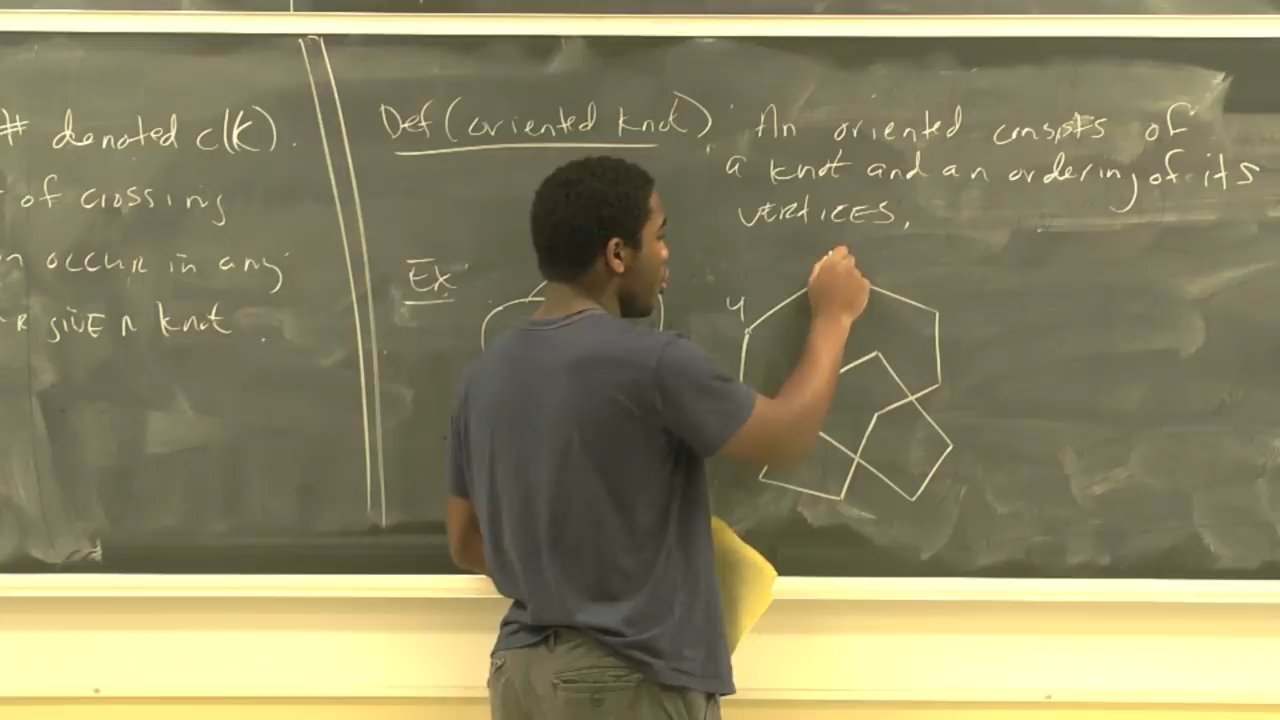 # denoted c(K).
of crossing
n occur in any
R given knot.
Def (oriented knot): An oriented consists of
a knot and an ordering of its
vertices,
Ex
4